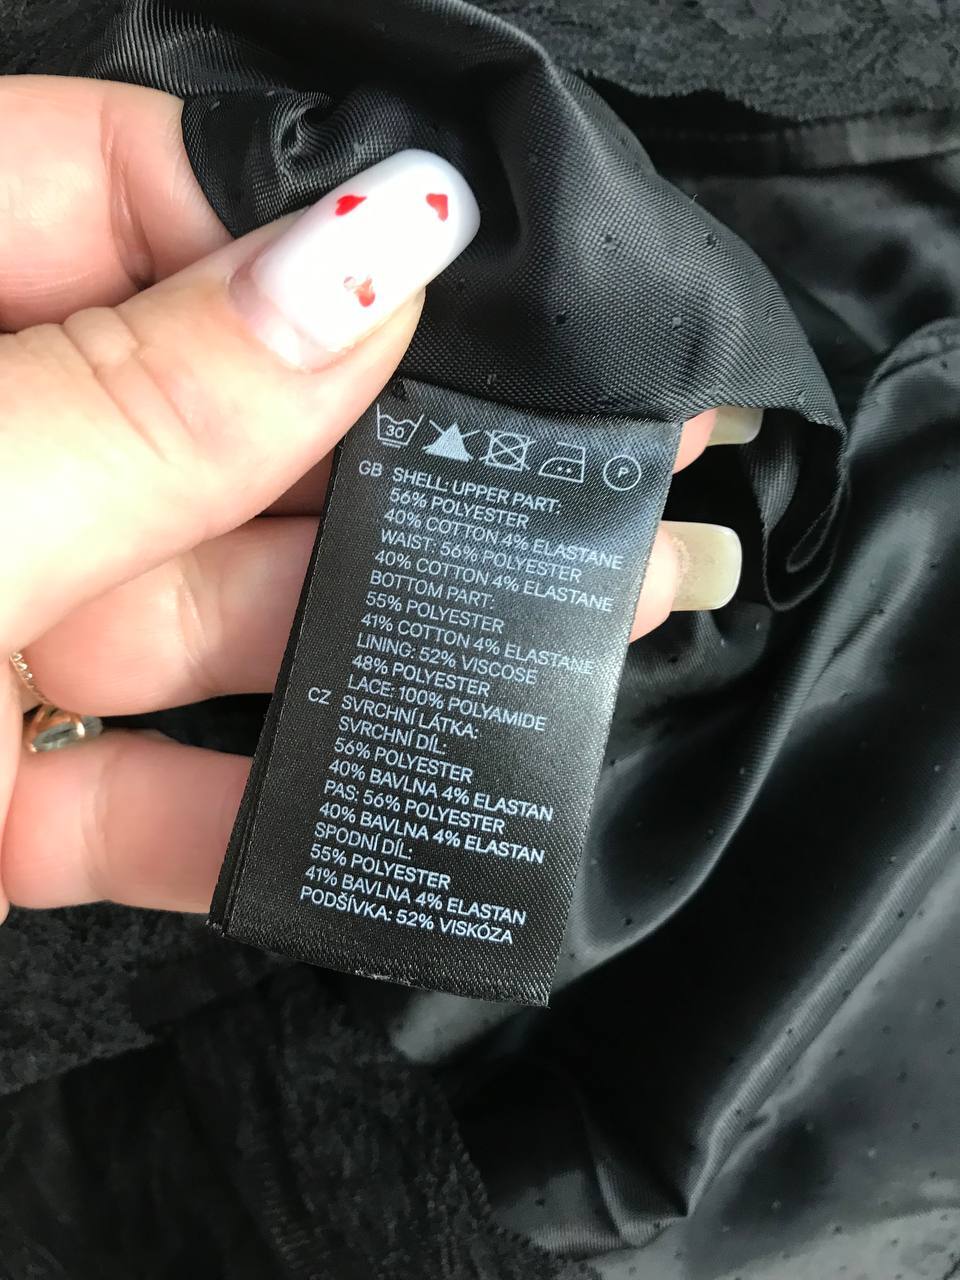 30
P
GB SHELL: UPPER PART:
56% POLYESTER
40% COTTON 4% ELASTANE
WAIST: 56% POLYESTER
40% COTTON 4% ELASTANE
BOTTOM PART:
55% POLYESTER
41% COTTON 4% ELASTANE
LINING: 52% VISCOSE
48% POLYESTER
LACE: 100% POLYAMIDE
CZ SVRCHNÍ LÁTKA:
SVRCHNÍ DÍL:
56% POLYESTER
40% BAVLNA 4% ELASTAN
PAS: 56% POLYESTER
40% BAVLNA 4% ELASTAN
SPODNÍ DÍL:
55% POLYESTER
41% BAVLNA 4% ELASTAN
PODŠÍVKA: 52% VISKÓZA